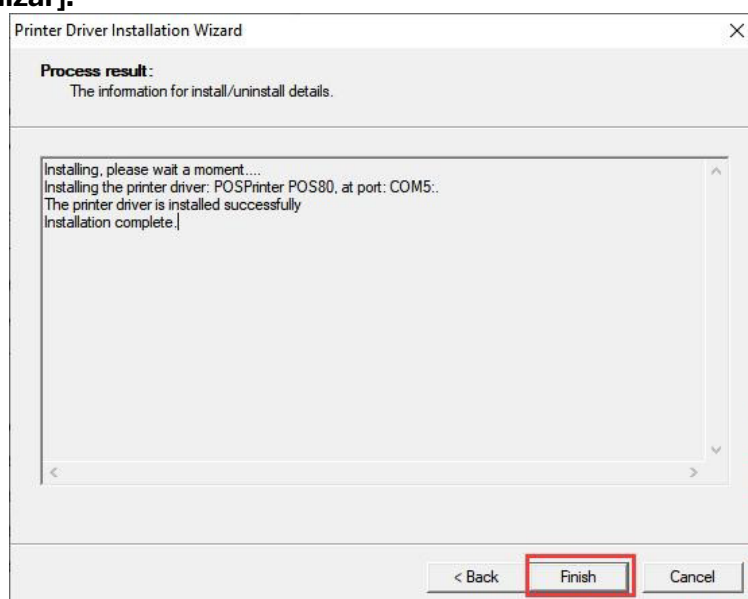 Printer Driver Installation Wizard
Process result:
The information for install/uninstall details.
Installing, please wait a moment....
Installing the printer driver: POSPrinter POS80, at port: COM5:.
The printer driver is installed successfully
Installation complete.
< Back
Finish
Cancel